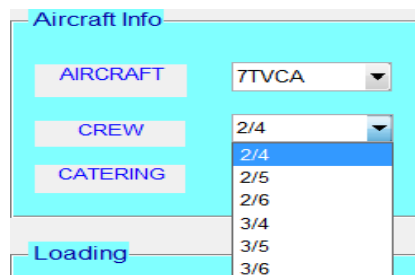 Aircraft Info
AIRCRAFT 7TVCA
CREW 2/4
2/4
CATERING 2/5
2/6
3/4
Loading 3/5
3/6